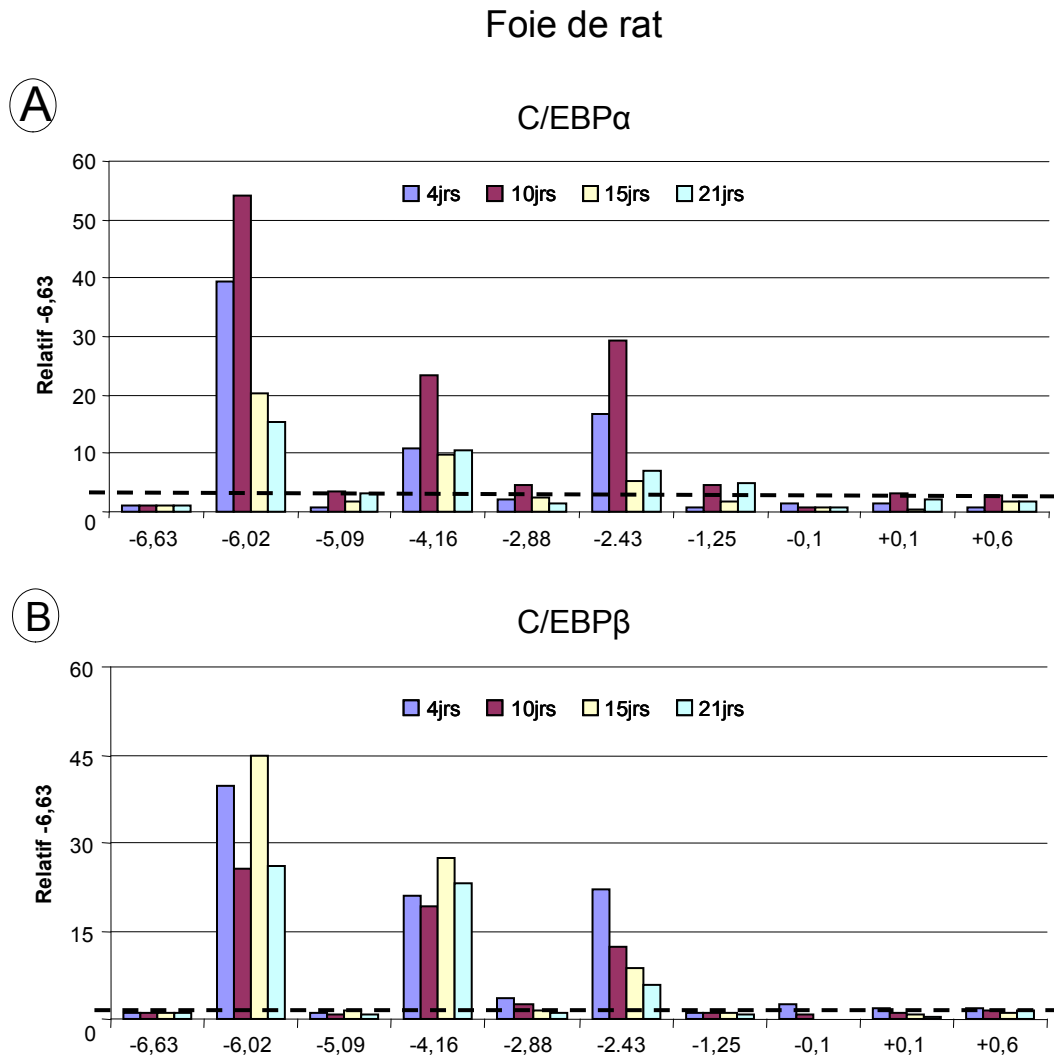 Foie de rat
A
C/EBPα
60
50
40
30
20
10
0
Relatif -6,63
4jrs 10jrs 15jrs 21jrs
-6,63 -6,02 -5,09 -4,16 -2,88 -2.43 -1,25 -0,1 +0,1 +0,6
B
C/EBPβ
60
45
30
15
0
Relatif -6,63
4jrs 10jrs 15jrs 21jrs
-6,63 -6,02 -5,09 -4,16 -2,88 -2.43 -1,25 -0,1 +0,1 +0,6